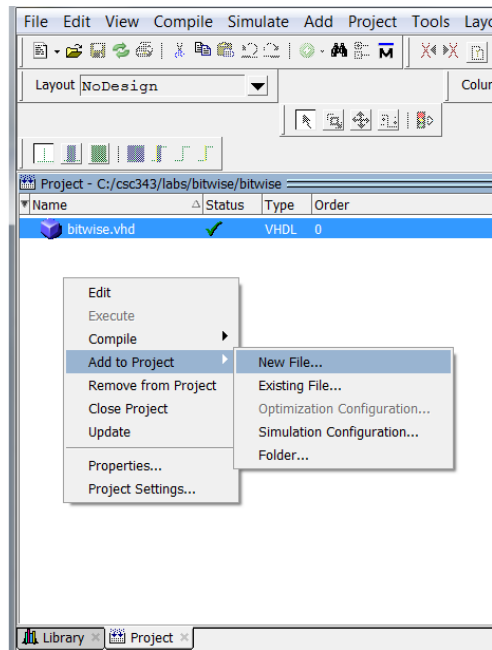 File Edit View Compile Simulate Add Project Tools Layo
Layout NoDesign
Colur
Project - C:/csc343/labs/bitwise/bitwise
Name Status Type Order
bitwise.vhd VHDL 0
Edit
Execute
Compile
Add to Project
Remove from Project
Close Project
Update
Properties...
Project Settings...
New File...
Existing File...
Optimization Configuration...
Simulation Configuration...
Folder...
Library Project